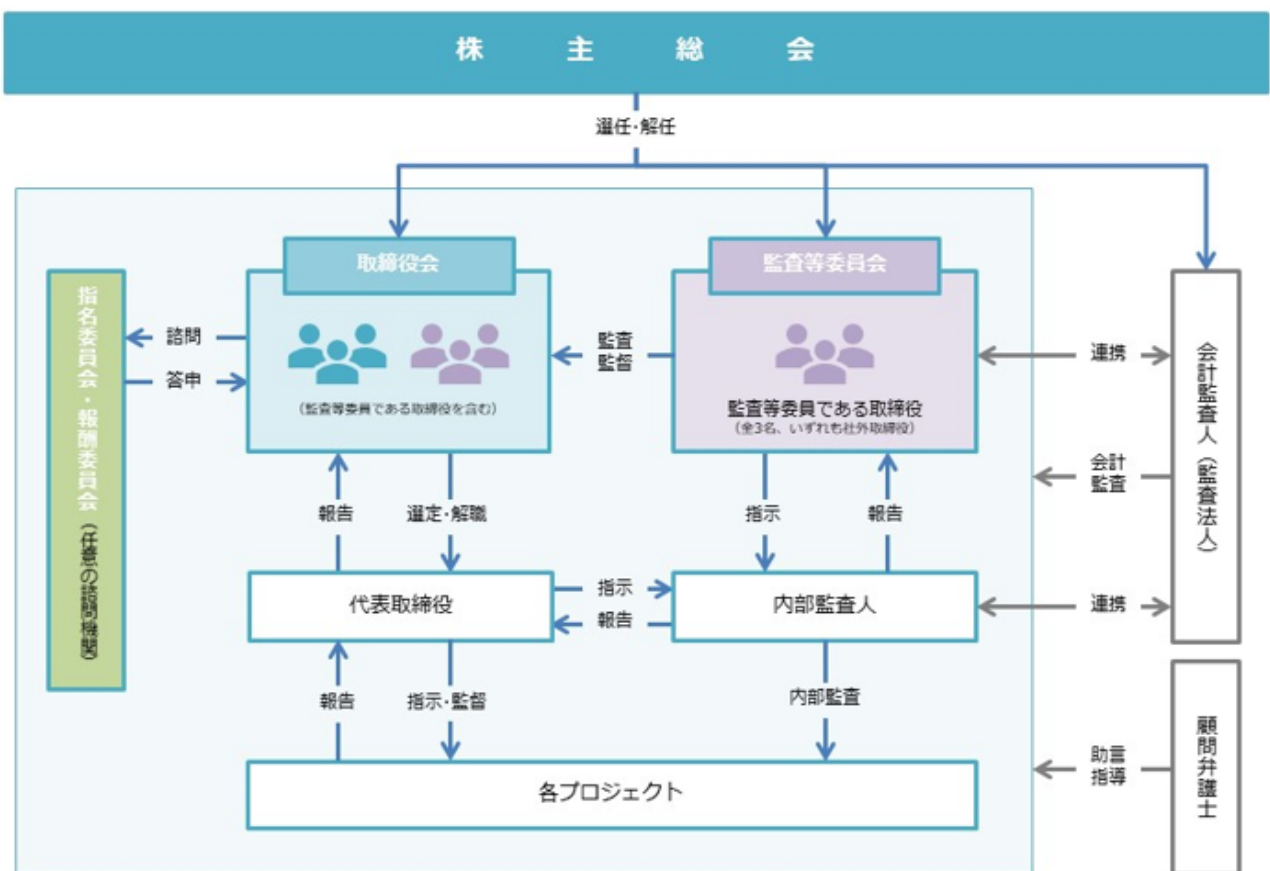 株主総会
選任・解任
取締役会
監査等委員会
指名委員会・報酬委員会（任意の諮問機関）
諮問
答申
（監査等委員である取締役を含む）
監査
監督
監査等委員である取締役
（全3名、いずれも社外取締役）
連携
会計監査人（監査法人）
会計
監査
報告
選定・解職
指示
報告
代表取締役
指示
報告
内部監査人
連携
報告
指示・監督
内部監査
各プロジェクト
助言
指導
顧問弁護士